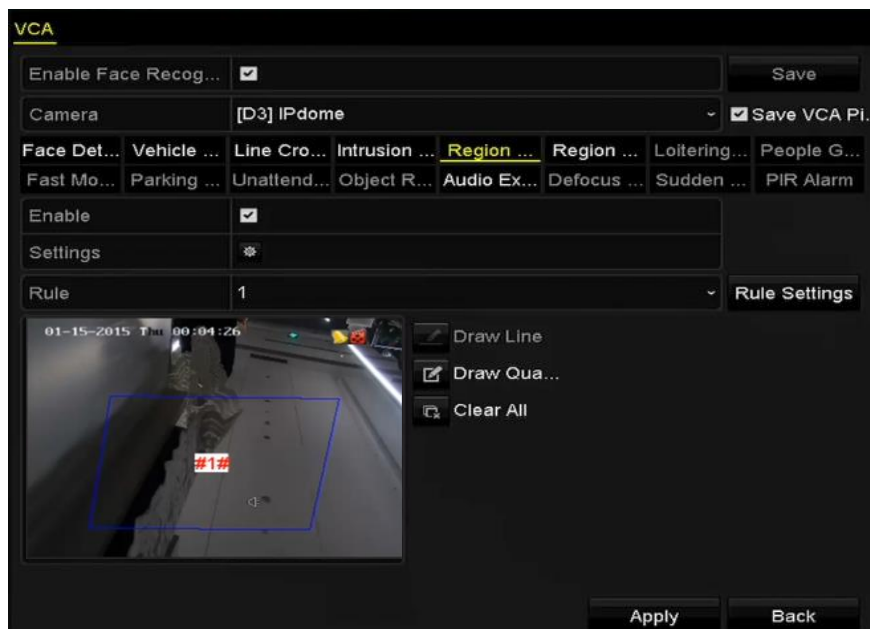 VCA
Enable Face Recog...
Save
Camera
[D3] IPdome
Save VCA Pi.
Face Det... Vehicle ... Line Cro... Intrusion ... Region ... Region ... Loitering... People G...
Fast Mo... Parking ... Unattend... Object R... Audio Ex... Defocus ... Sudden ... PIR Alarm
Enable
Settings
Rule
1
Rule Settings
01-15-2015 Thu 00:04:26
#1#
Draw Line
Draw Qua...
Clear All
Apply
Back